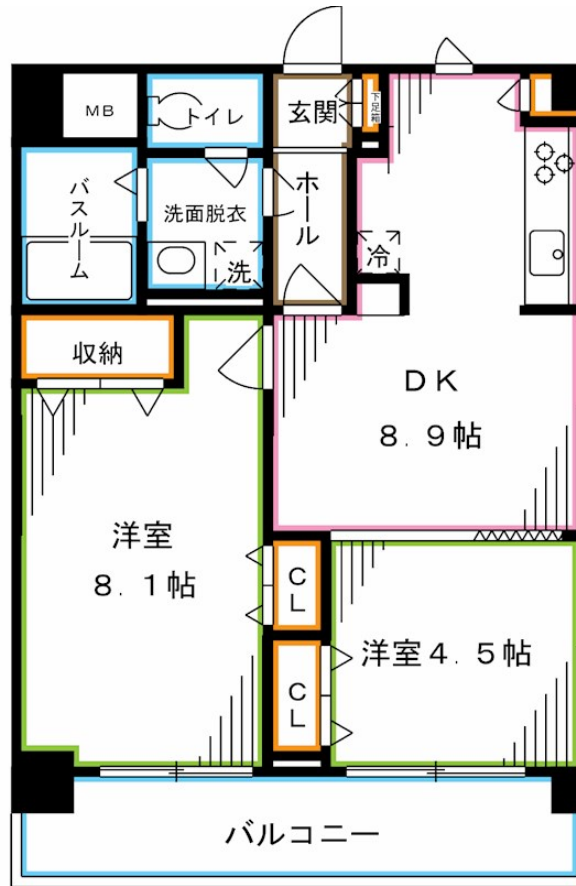 MB
トイレ
玄関
下足箱
バスルーム
洗面脱衣
ホール
洗
冷
収納
DK
8.9帖
洋室
8.1帖
CL
洋室4.5帖
CL
バルコニー